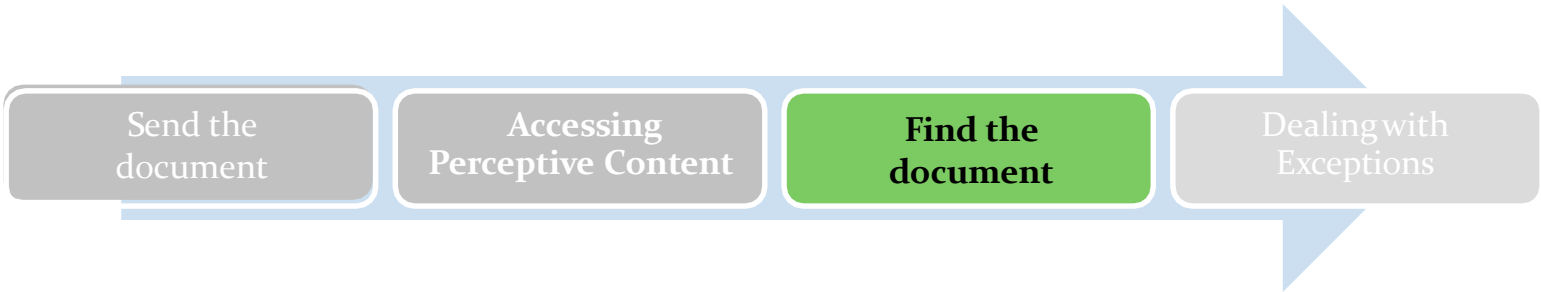 Send the
document
Accessing
Perceptive Content
Find the
document
Dealing with
Exceptions